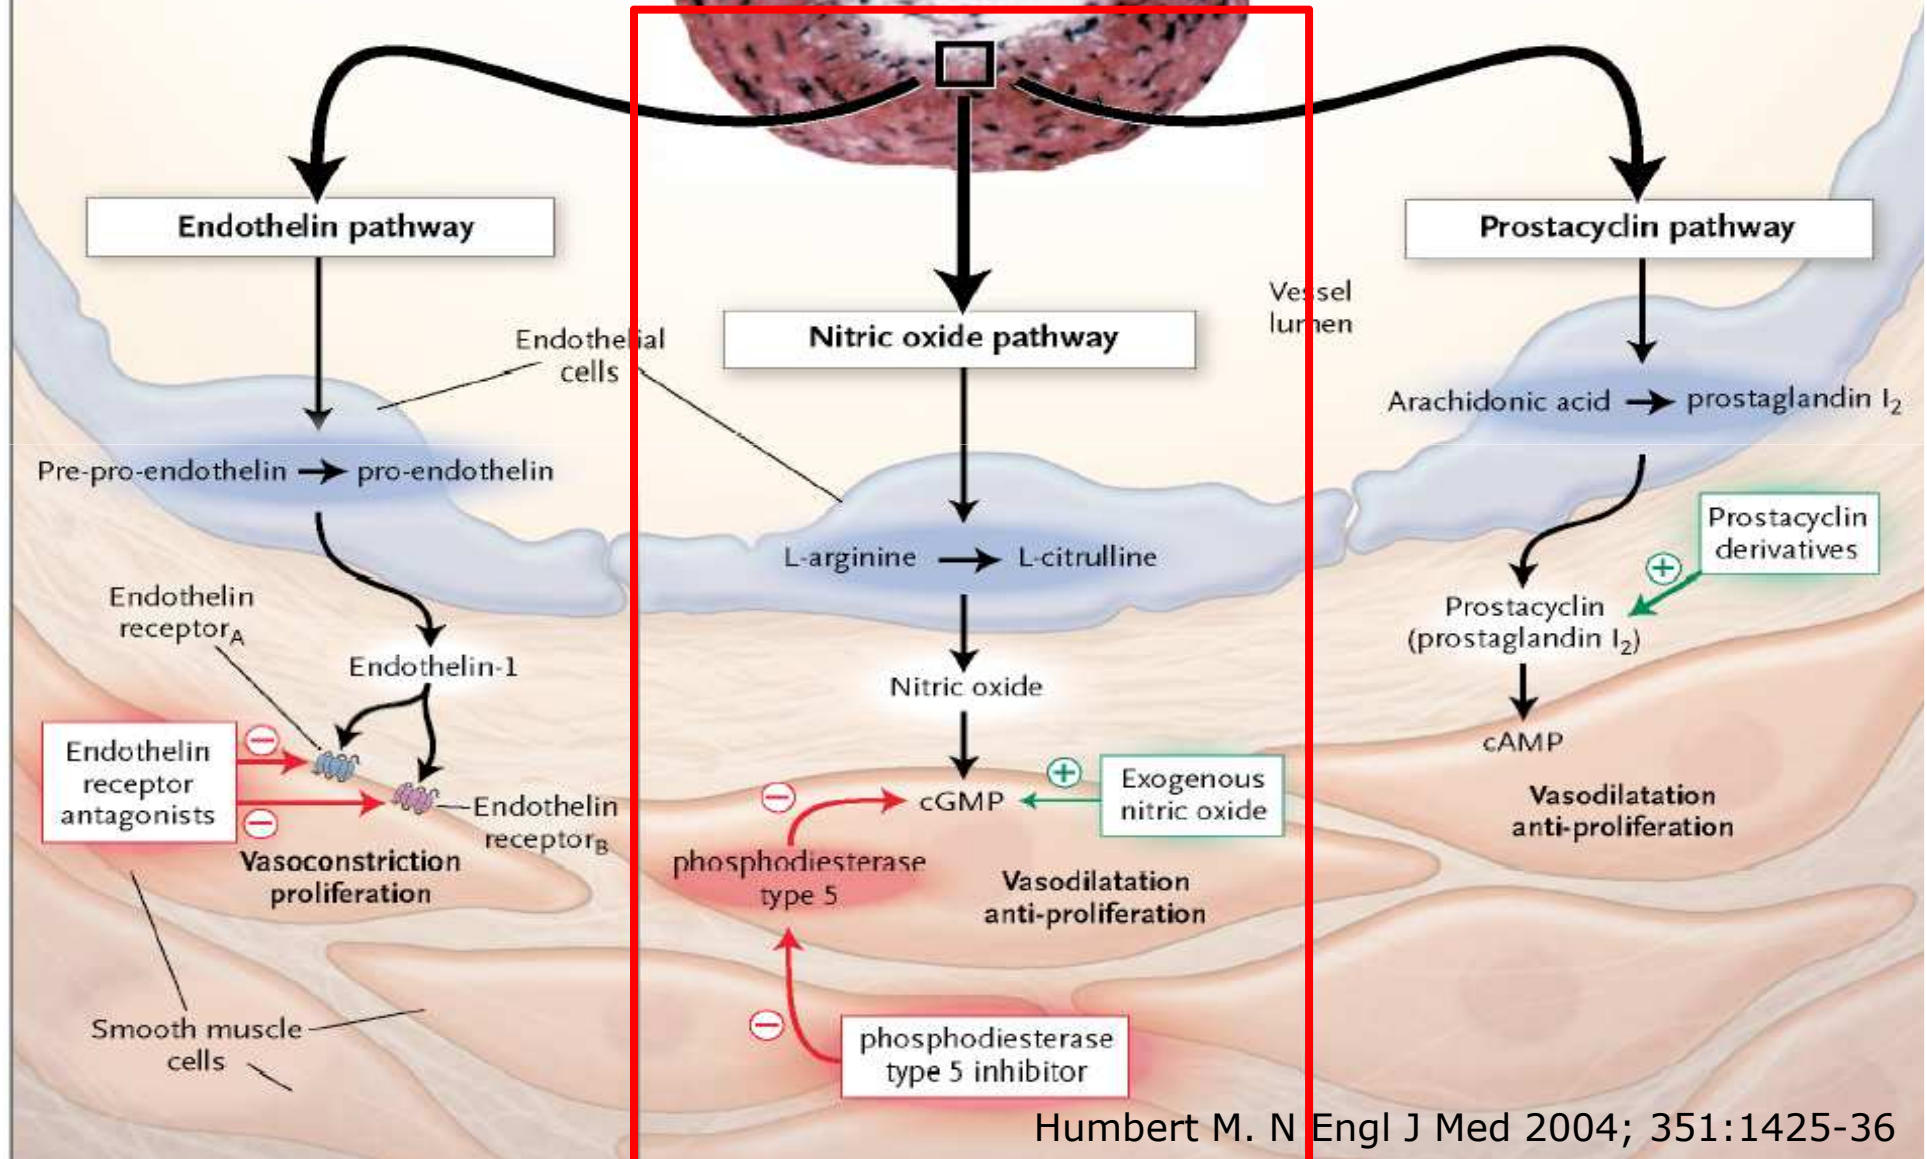 Endothelin pathway
Pre-pro-endothelin → pro-endothelin
Endothelin
receptorA
Endothelin-1
Endothelin
receptor
antagonists
−
−
Endothelin
receptorB
Vasoconstriction
proliferation
Smooth muscle
cells
Endothelial
cells
Nitric oxide pathway
L-arginine → L-citrulline
Nitric oxide
cGMP
+
Exogenous
nitric oxide
−
phosphodiesterase
type 5
Vasodilatation
anti-proliferation
−
phosphodiesterase
type 5 inhibitor
Vessel
lumen
Prostacyclin pathway
Arachidonic acid → prostaglandin I2
Prostacyclin
derivatives
+
Prostacyclin
(prostaglandin I2)
cAMP
Vasodilatation
anti-proliferation
Humbert M. N Engl J Med 2004; 351:1425-36